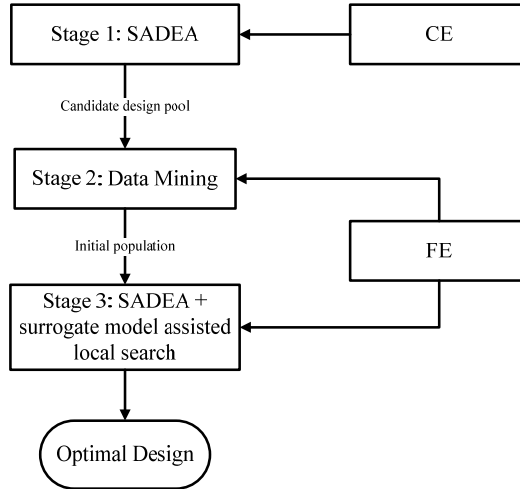 Stage 1: SADEA
CE
Candidate design pool
Stage 2: Data Mining
Initial population
FE
Stage 3: SADEA +
surrogate model assisted
local search
Optimal Design